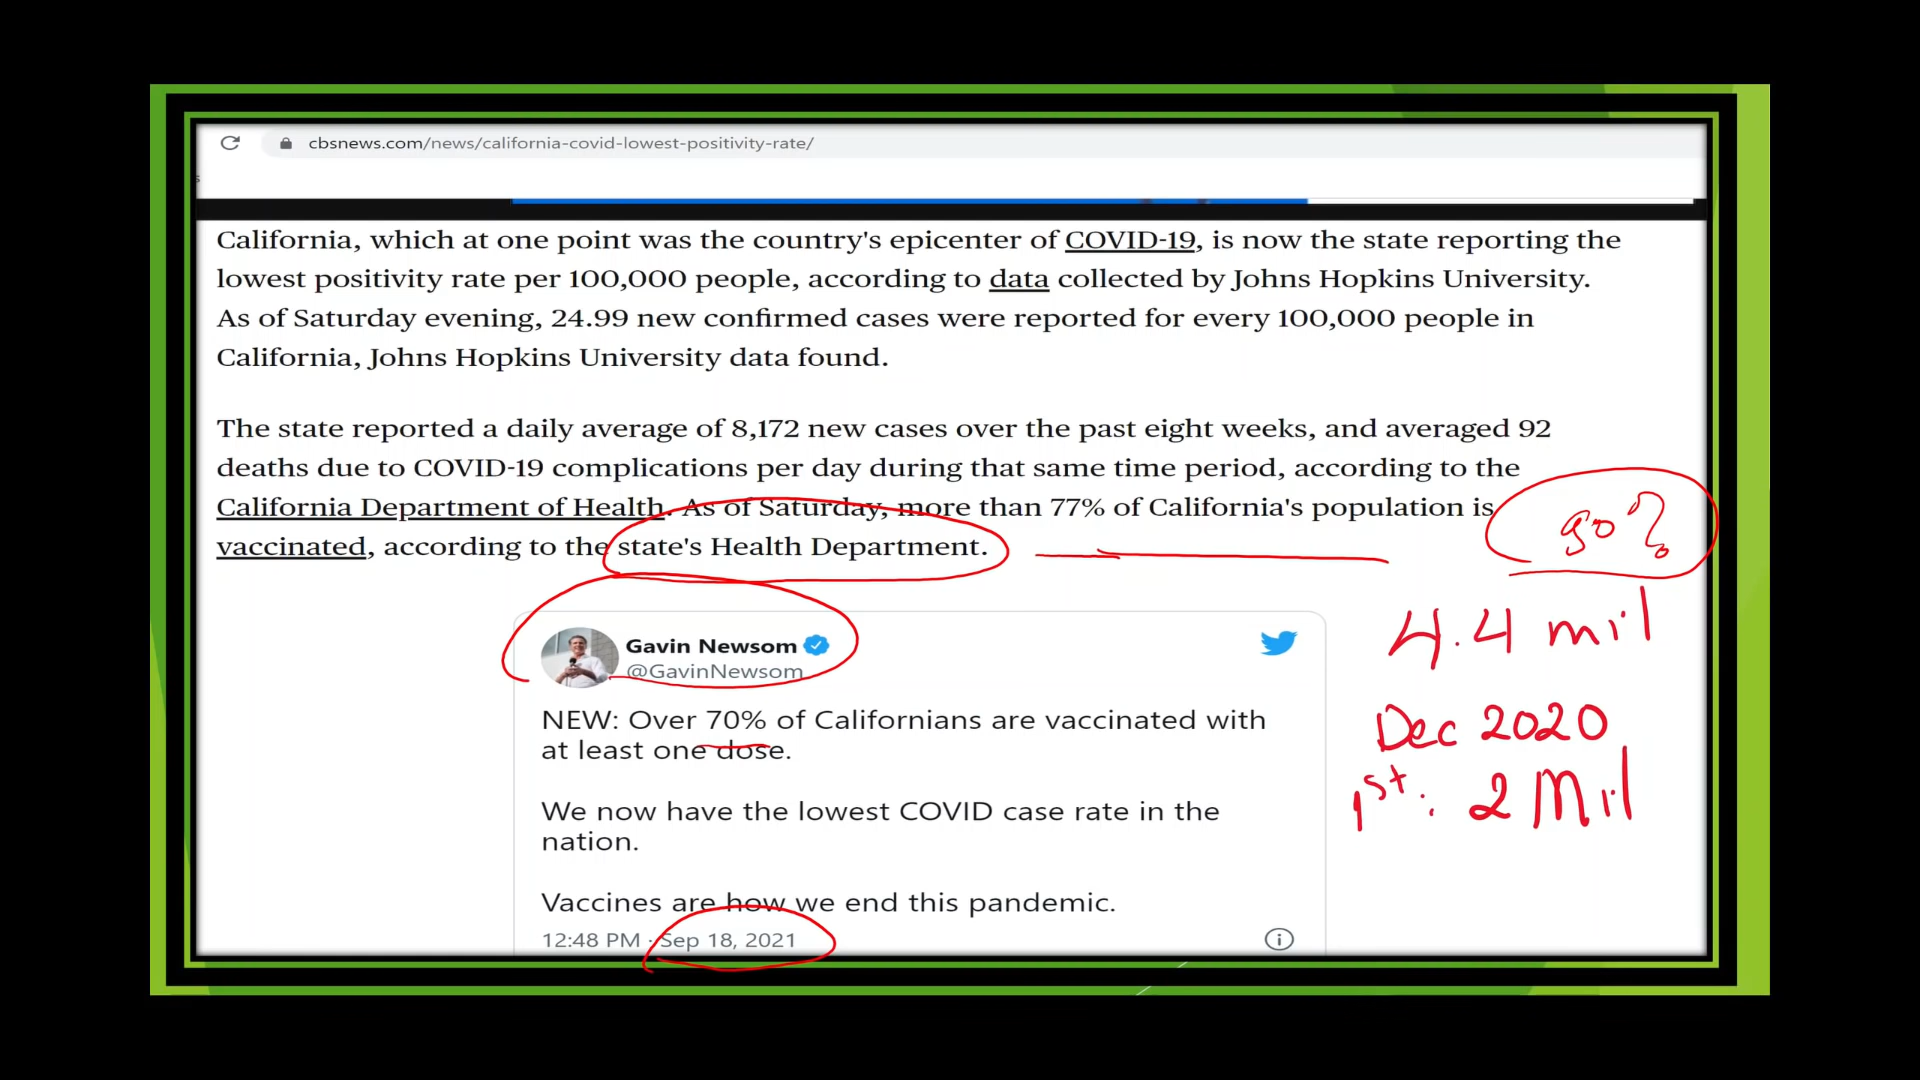 cbsnews.com/news/california-covid-lowest-positivity-rate/
s
California, which at one point was the country's epicenter of COVID-19, is now the state reporting the
lowest positivity rate per 100,000 people, according to data collected by Johns Hopkins University.
As of Saturday evening, 24.99 new confirmed cases were reported for every 100,000 people in
California, Johns Hopkins University data found.
The state reported a daily average of 8,172 new cases over the past eight weeks, and averaged 92
deaths due to COVID-19 complications per day during that same time period, according to the
California Department of Health. As of Saturday, more than 77% of California's population is
vaccinated, according to the state's Health Department.
Gavin Newsom
@GavinNewsom
NEW: Over 70% of Californians are vaccinated with
at least one dose.
We now have the lowest COVID case rate in the
nation.
Vaccines are how we end this pandemic.
12:48 PM · Sep 18, 2021
4.4 mil
Dec 2020
1st: 2 Mil